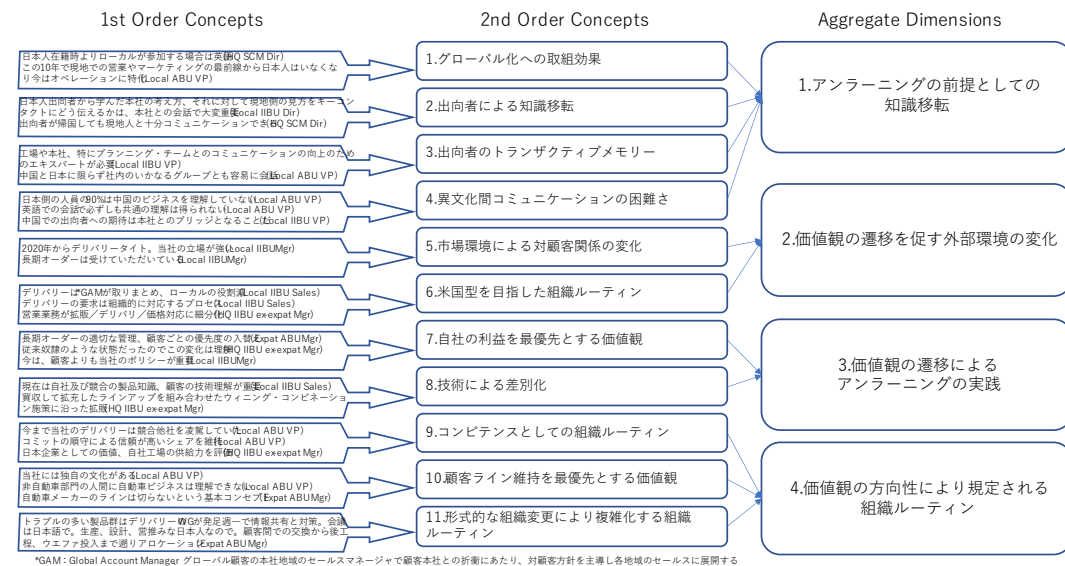 1st Order Concepts
2nd Order Concepts
Aggregate Dimensions
日本人在籍時よりローカルが参加する場合は英語(HQ SCM Dir)
この10年で現地での営業やマーケティングの最前線から日本人はいなくな
り今はオペレーションに特化(Local ABU VP)
日本人出向者から学んだ本社の考え方、それに対して現地側の見方をキーコン
タクトにどう伝えるかは、本社との会話で大変重要(Local IIBU Dir)
出向者が帰国しても現地人と十分コミュニケーションできる(HQ SCM Dir)
工場や本社、特にプランニング・チームとのコミュニケーションの向上のため
のエキスパートが必要(Local IIBU VP)
中国と日本に限らず社内のいかなるグループとも容易に会話(Local ABU VP)
日本側の人員の90%は中国のビジネスを理解していない(Local ABU VP)
英語での会話で必ずしも共通の理解は得られない(Local ABU VP)
中国での出向者への期待は本社とのブリッジとなること(Local IIBU VP)
2020年からデリバリータイト。当社の立場が強い(Local IIBU Mgr)
長期オーダーは受けていただいている(Local IIBU Mgr)
デリバリーは*GAMが取りまとめ、ローカルの役割減(Local IIBU Sales)
デリバリーの要求は組織的に対応するプロセス(Local IIBU Sales)
営業業務が拡販／デリバリ／価格対応に細分化(HQ IIBU ex-expat Mgr)
長期オーダーの適切な管理、顧客ごとの優先度の入替え(Expat ABU Mgr)
従来奴隷のような状態だったのでこの変化は理解(HQ IIBU ex-expat Mgr)
今は、顧客よりも当社のポリシーが重要(Local IIBU Mgr)
現在は自社及び競合の製品知識、顧客の技術理解が重要(Local IIBU Sales)
買収して拡充したラインアップを組み合わせたウィニング・コンビネーショ
ン施策に沿った拡販(HQ IIBU ex-expat Mgr)
今まで当社のデリバリーは競合他社を凌駕していた(Local ABU VP)
コミットの順守による信頼が高いシェアを維持(Local ABU VP)
日本企業としての価値、自社工場の供給力を評価(HQ IIBU ex-expat Mgr)
当社には独自の文化がある(Local ABU VP)
非自動車部門の人間に自動車ビジネスは理解できない(Local ABU VP)
自動車メーカーのラインは切らないという基本コンセプト(Expat ABU Mgr)
トラブルの多い製品群はデリバリーWGが発足週一で情報共有と対策。会議
は日本語で。生産、設計、営推みな日本人なので。顧客間での交換から後工
程、ウエファ投入まで遡りアロケーション(Expat ABU Mgr)
1.グローバル化への取組効果
2.出向者による知識移転
3.出向者のトランザクティブメモリー
4.異文化間コミュニケーションの困難さ
5.市場環境による対顧客関係の変化
6.米国型を目指した組織ルーティン
7.自社の利益を最優先とする価値観
8.技術による差別化
9.コンピテンスとしての組織ルーティン
10.顧客ライン維持を最優先とする価値観
11.形式的な組織変更により複雑化する組織
ルーティン
1.アンラーニングの前提としての
知識移転
2.価値観の遷移を促す外部環境の変化
3.価値観の遷移による
アンラーニングの実践
4.価値観の方向性により規定される
組織ルーティン
*GAM：Global Account Manager グローバル顧客の本社地域のセールスマネージャで顧客本社との折衝にあたり、対顧客方針を主導し各地域のセールスに展開する